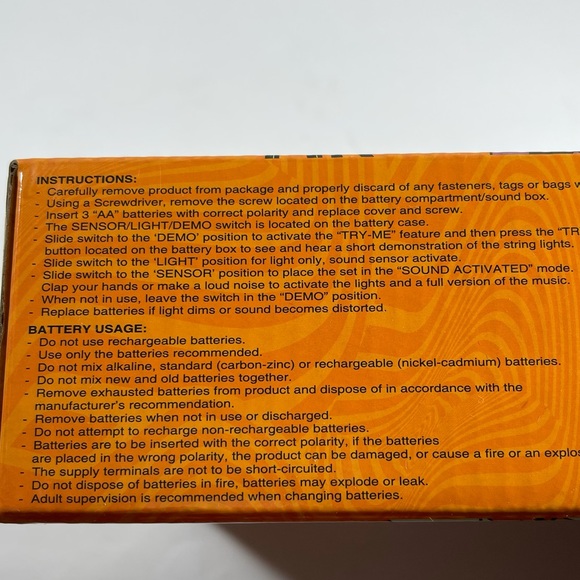 INSTRUCTIONS:
- Carefully remove product from package and properly discard of any fasteners, tags or bags
- Using a Screwdriver, remove the screw located on the battery compartment/sound box.
- Insert 3 "AA" batteries with correct polarity and replace cover and screw.
- The SENSOR/LIGHT/DEMO switch is located on the battery case.
- Slide switch to the 'DEMO' position to activate the "TRY-ME" feature and then press the
button located on the battery box to see and hear a short demonstration of the string lights.
- Slide switch to the 'LIGHT' position for light only, sound sensor activate.
- Slide switch to the 'SENSOR' position to place the set in the "SOUND ACTIVATED" mode.
Clap your hands or make a loud noise to activate the lights and a full version of the music.
- When not in use, leave the switch in the "DEMO" position.
- Replace batteries if light dims or sound becomes distorted.
BATTERY USAGE:
- Do not use rechargeable batteries.
- Use only the batteries recommended.
- Do not mix alkaline, standard (carbon-zinc) or rechargeable (nickel-cadmium) batteries.
- Do not mix new and old batteries together.
- Remove exhausted batteries from product and dispose of in accordance with the
manufacturer's recommendation.
- Remove batteries when not in use or discharged.
- Do not attempt to recharge non-rechargeable batteries.
- Batteries are to be inserted with the correct polarity, if the batteries
are placed in the wrong polarity, the product can be damaged, or cause a fire or an
- The supply terminals are not to be short-circuited.
- Do not dispose of batteries in fire, batteries may explode or leak.
- Adult supervision is recommended when changing batteries.